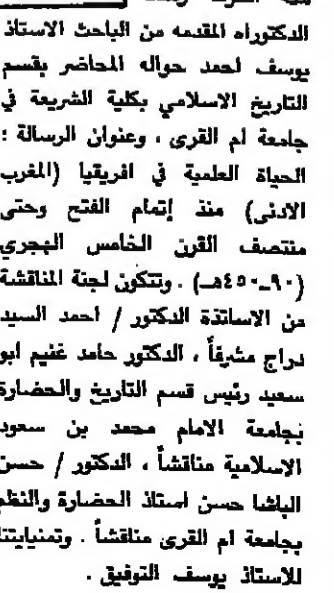 الدكتوراه المقدمه من الباحث الاستاذ
يوسف احمد حواله المحاضر بقسم
التاريخ الاسلامي بكلية الشريعة في
جامعة ام القرى ، وعنوان الرسالة :
الحياة العلمية في افريقيا (المغرب
الادنى) منذ إتمام الفتح وحتى
منتصف القرن الخامس الهجري
(٩٠-٤٥٠هـ) . وتتكون لجنة المناقشة
من الاساتذة الدكتور / احمد السيد
دراج مشرفاً ، الدكتور حامد غنيم ابو
سعيد رئيس قسم التاريخ والحضارة
بجامعة الامام محمد بن سعود
الاسلامية مناقشاً ، الدكتور / حسن
الباشا حسن استاذ الحضارة والنظم
بجامعة ام القرى مناقشاً . وتمنياتنا
للاستاذ يوسف التوفيق .